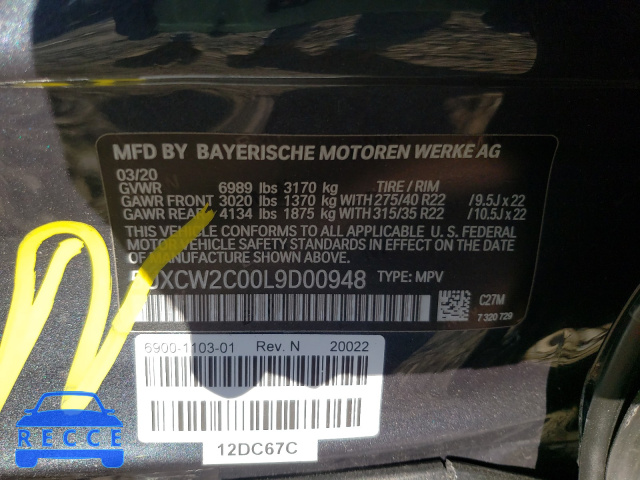 MFD BY BAYERISCHE MOTOREN WERKE AG
03/20
GVWR 6989 lbs 3170 kg TIRE / RIM
GAWR FRONT 3020 lbs 1370 kg WITH 275/40 R22 / 9.5J x 22
GAWR REAR 4134 lbs 1875 kg WITH 315/35 R22 / 10.5J x 22
THIS VEHICLE CONFORMS TO ALL APPLICABLE U. S. FEDERAL
MOTOR VEHICLE SAFETY STANDARDS IN EFFECT ON THE DATE OF
MANUFACTURE SHOWN ABOVE.
5UXCW2C00L9D00948 TYPE: MPV
C27M
7 320 729
6900-1103-01 Rev. N 20022
12DC67C
RECCE